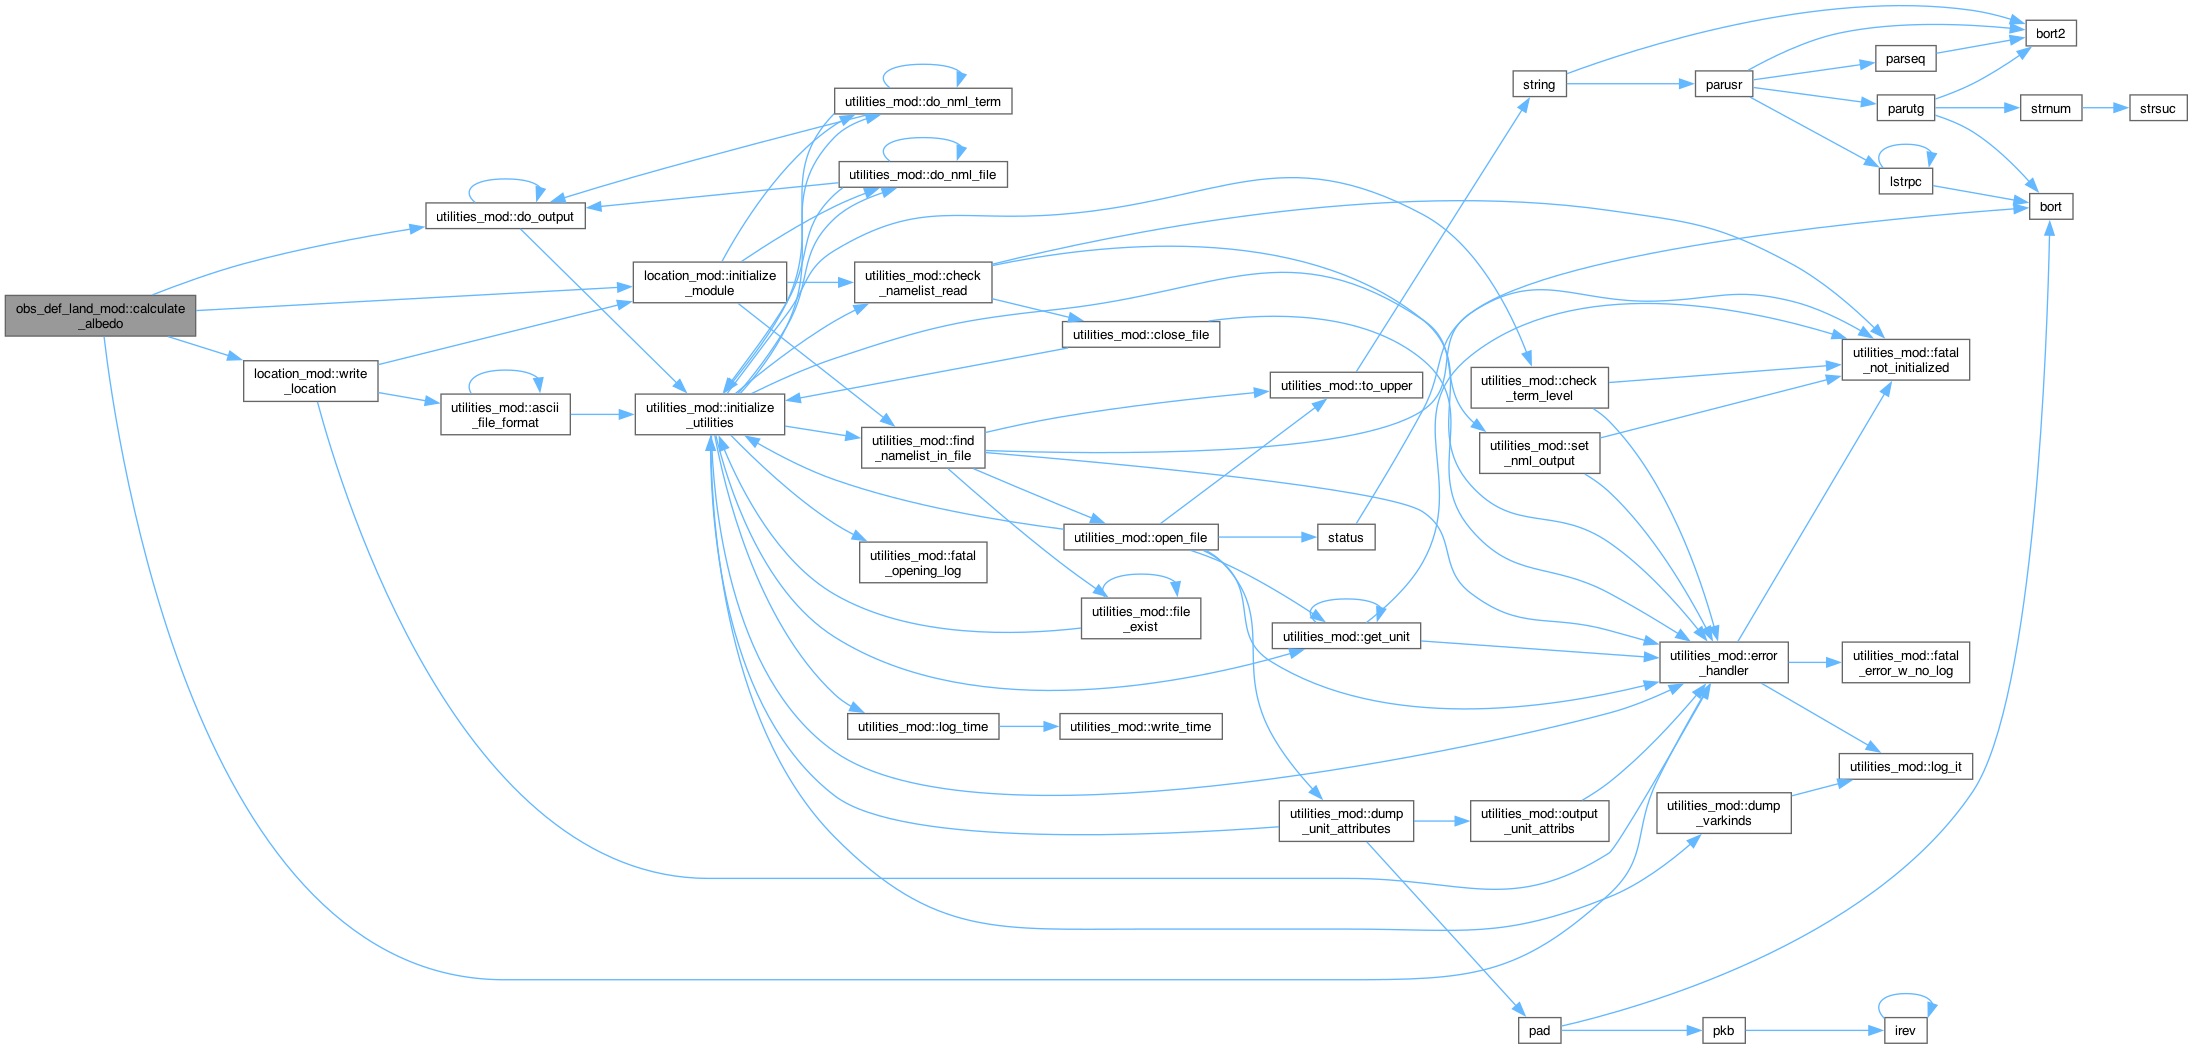 obs_def_land_mod::calculate
_albedo
utilities_mod::do_output
location_mod::write
_location
utilities_mod::ascii
_file_format
location_mod::initialize
_module
utilities_mod::initialize
_utilities
utilities_mod::do_nml_term
utilities_mod::do_nml_file
utilities_mod::check
_namelist_read
utilities_mod::close_file
utilities_mod::find
_namelist_in_file
utilities_mod::to_upper
utilities_mod::open_file
status
utilities_mod::fatal
_opening_log
utilities_mod::file
_exist
utilities_mod::get_unit
utilities_mod::log_time
utilities_mod::write_time
utilities_mod::dump
_unit_attributes
utilities_mod::output
_unit_attribs
string
parusr
parseq
parutg
lstrpc
bort2
strnum
strsuc
bort
utilities_mod::check
_term_level
utilities_mod::set
_nml_output
utilities_mod::fatal
_not_initialized
utilities_mod::error
_handler
utilities_mod::fatal
_error_w_no_log
utilities_mod::log_it
utilities_mod::dump
_varkinds
pad
pkb
irev